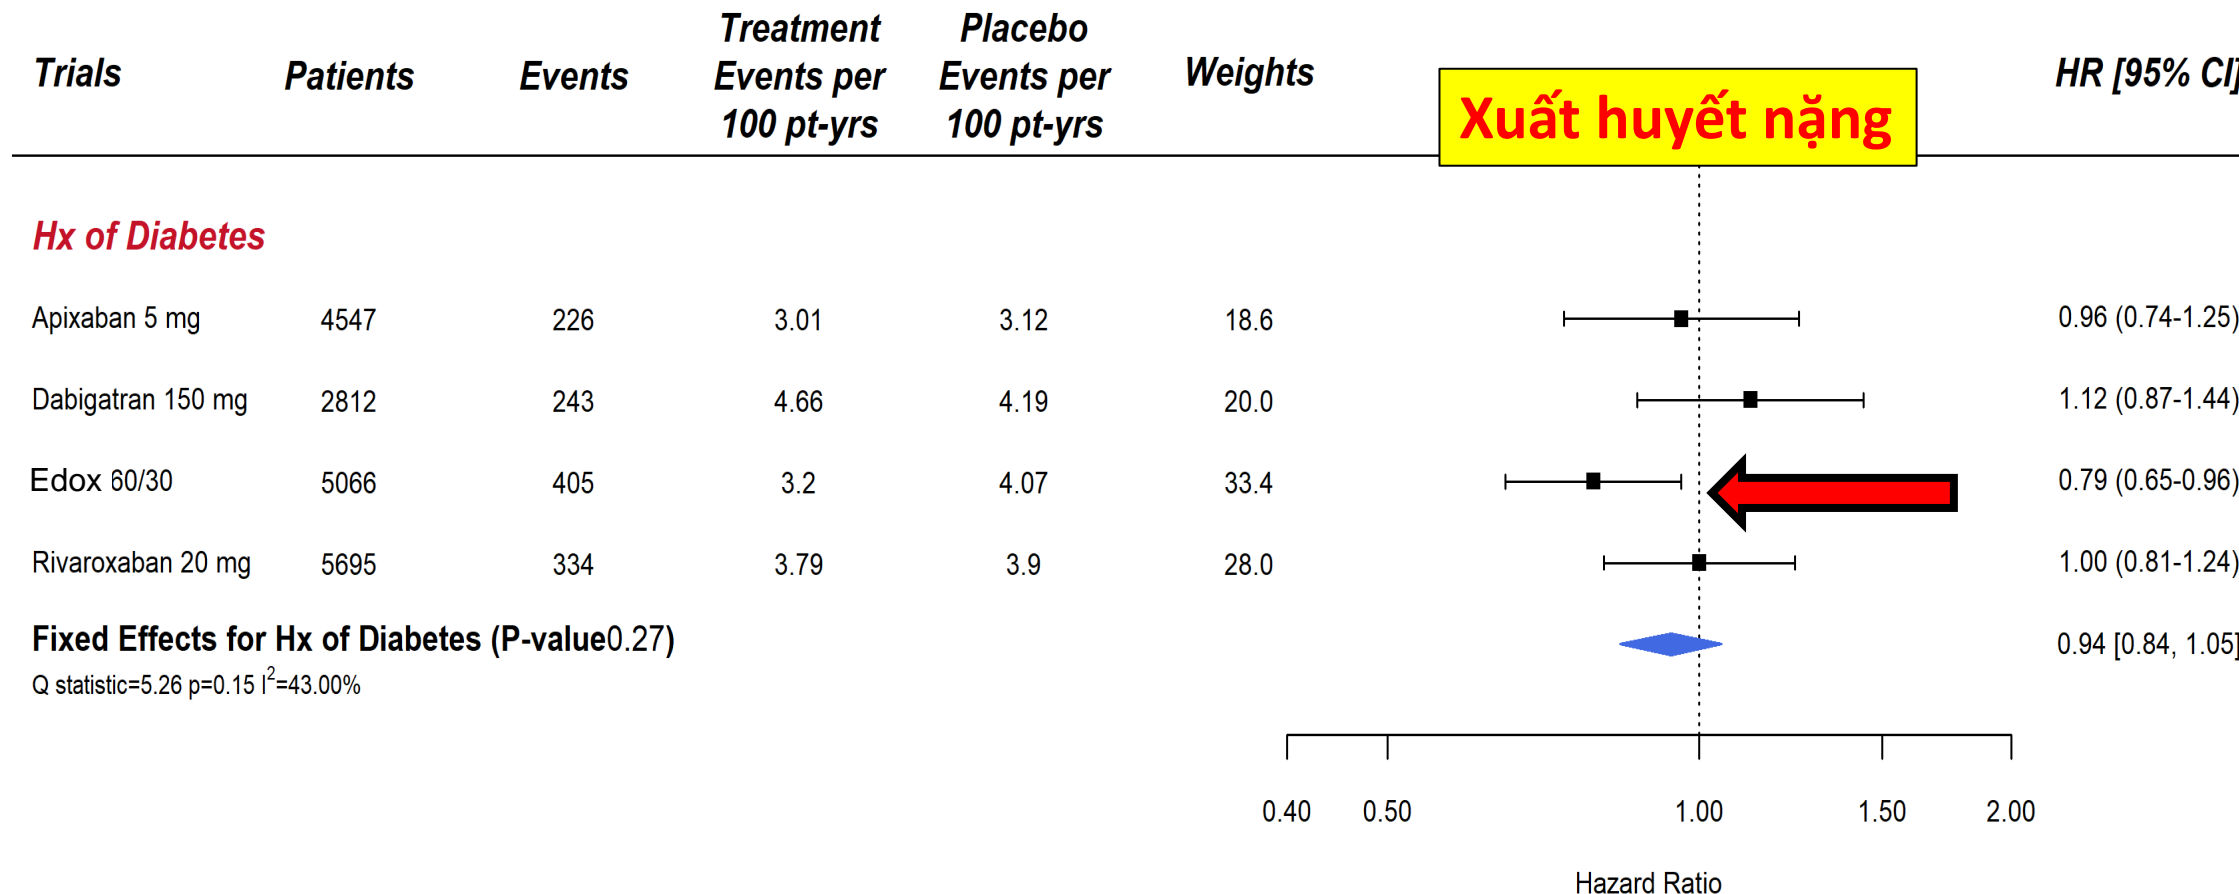 Trials Patients Events Treatment Events per 100 pt-yrs Placebo Events per 100 pt-yrs Weights Xuất huyết nặng HR [95% CI]
Hx of Diabetes
Apixaban 5 mg 4547 226 3.01 3.12 18.6 0.96 (0.74-1.25)
Dabigatran 150 mg 2812 243 4.66 4.19 20.0 1.12 (0.87-1.44)
Edox 60/30 5066 405 3.2 4.07 33.4 0.79 (0.65-0.96)
Rivaroxaban 20 mg 5695 334 3.79 3.9 28.0 1.00 (0.81-1.24)
Fixed Effects for Hx of Diabetes (P-value0.27) 0.94 [0.84, 1.05]
Q statistic=5.26 p=0.15 I²=43.00%
0.40 0.50 1.00 1.50 2.00
Hazard Ratio